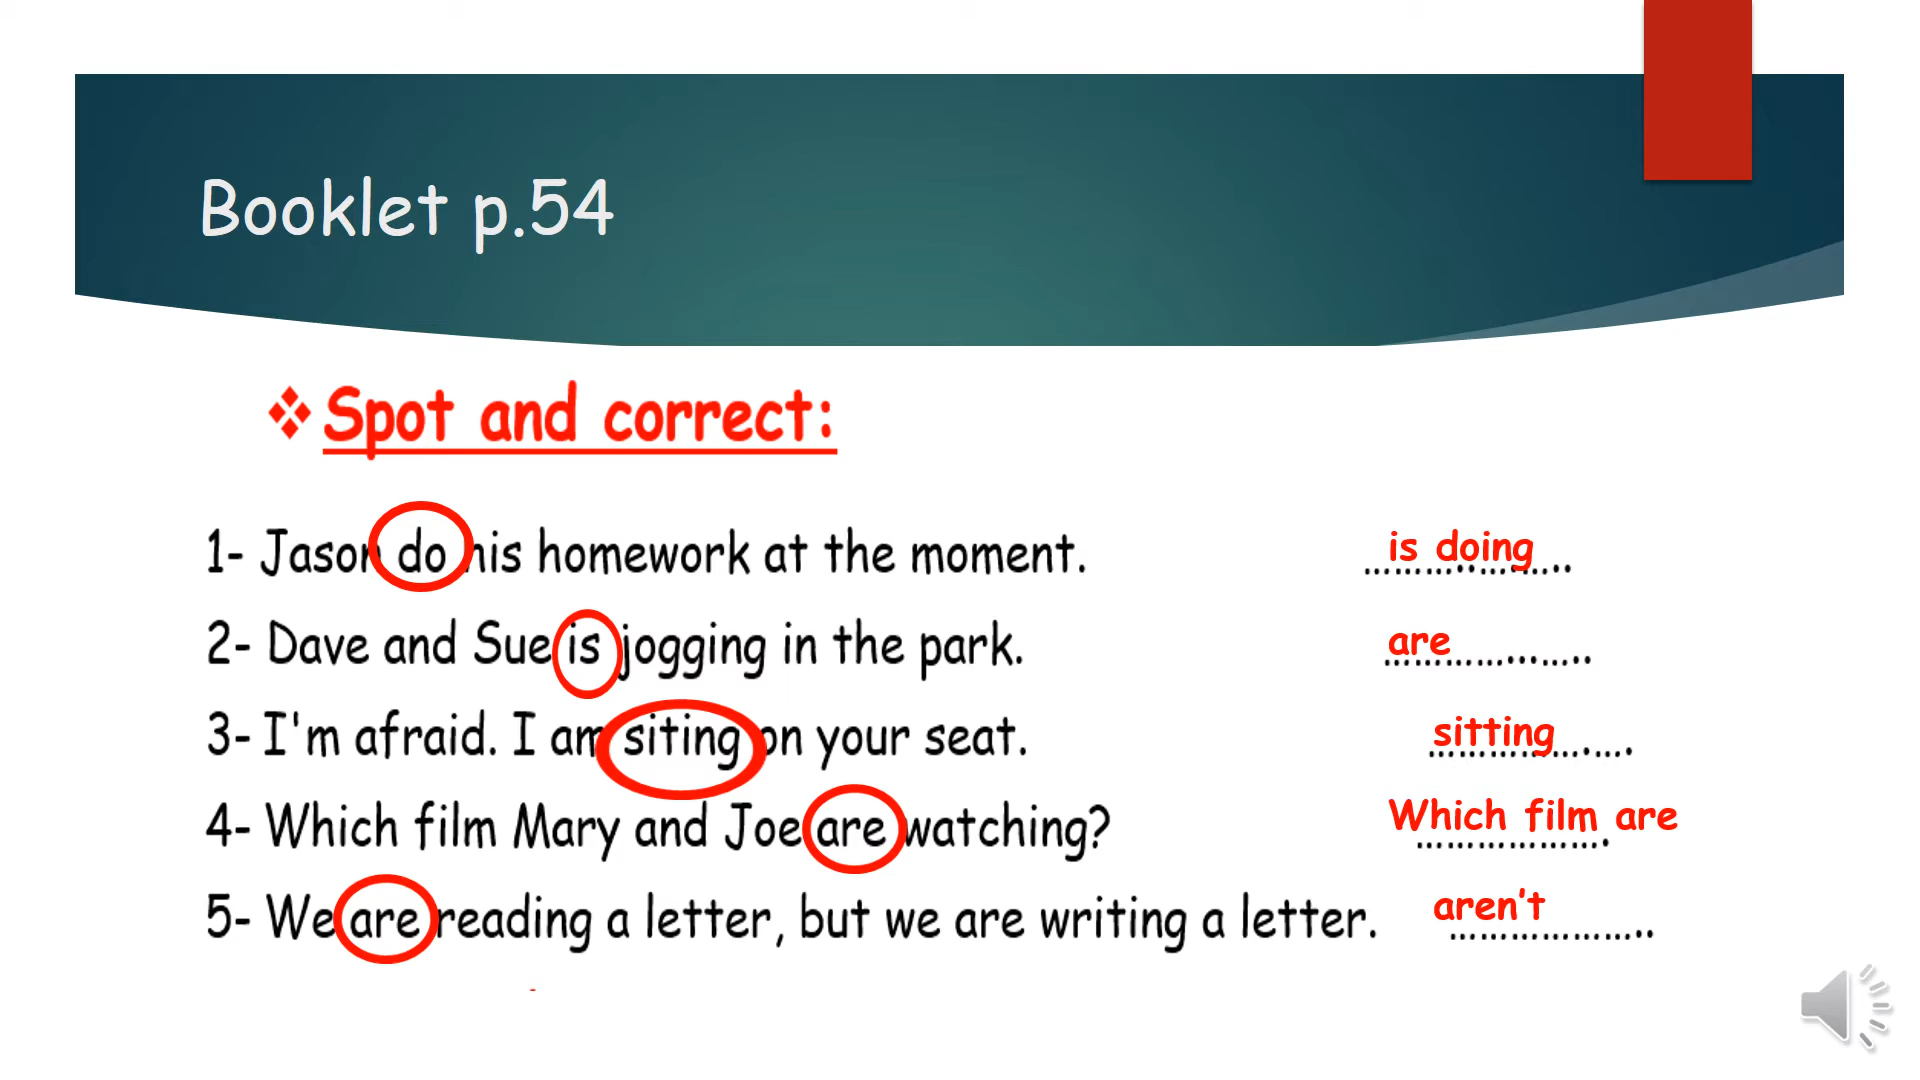 Booklet p.54
❖ Spot and correct:
1- Jason do his homework at the moment. ………………….. is doing
2- Dave and Sue is jogging in the park. ………………….. are
3- I'm afraid. I am siting on your seat. …………………. sitting
4- Which film Mary and Joe are watching? ………………. Which film are
5- We are reading a letter, but we are writing a letter. ……………….. aren't